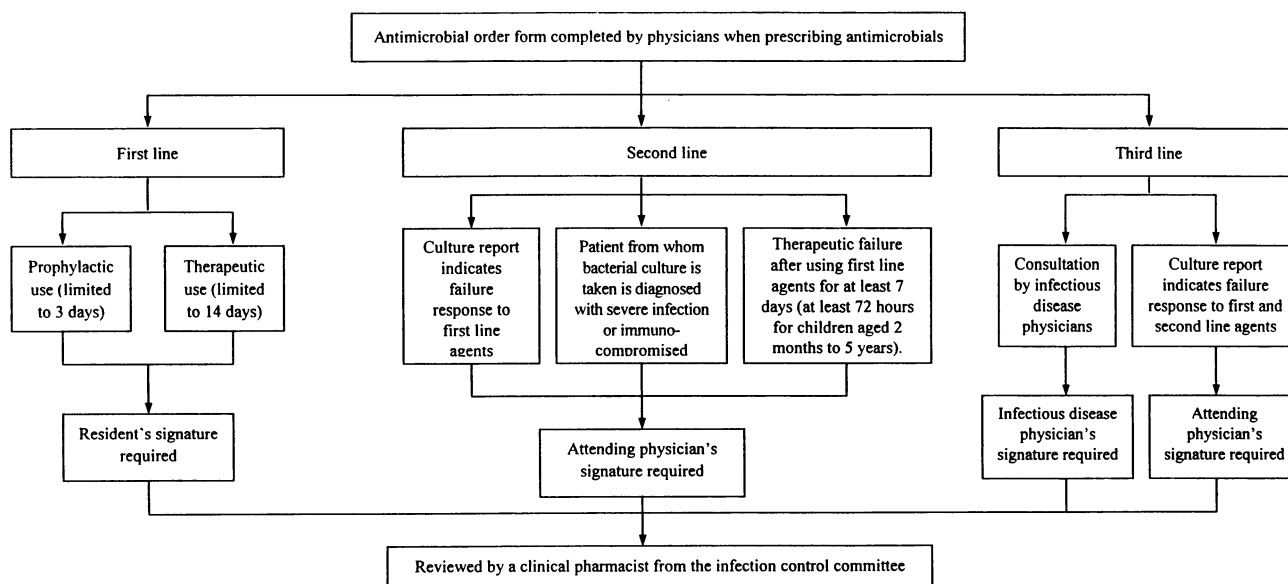 Antimicrobial order form completed by physicians when prescribing antimicrobials
First line
Second line
Third line
Prophylactic
use (limited
to 3 days)
Therapeutic
use (limited
to 14 days)
Culture report
indicates
failure
response to
first line
agents
Patient from whom
bacterial culture is
taken is diagnosed
with severe infection
or immuno-
compromised
Therapeutic failure
after using first line
agents for at least 7
days (at least 72 hours
for children aged 2
months to 5 years).
Consultation
by infectious
disease
physicians
Culture report
indicates failure
response to first and
second line agents
Resident's signature
required
Attending physician's
signature required
Infectious disease
physician's
signature required
Attending
physician's
signature required
Reviewed by a clinical pharmacist from the infection control committee